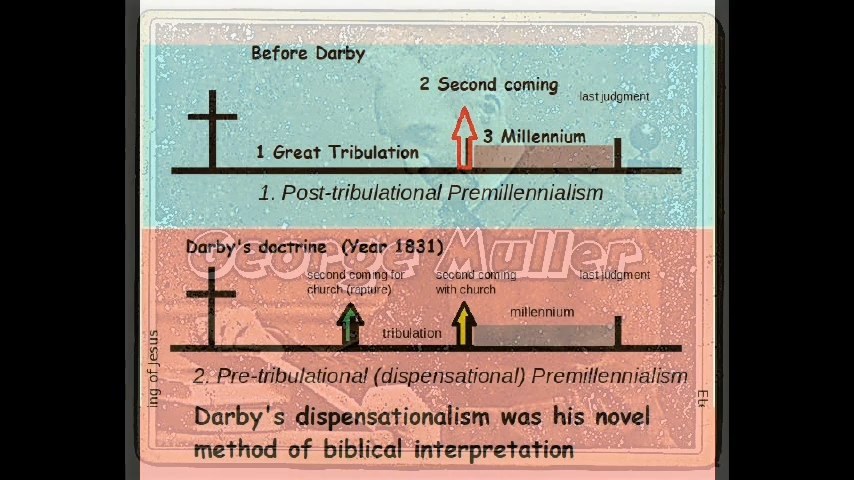 Before Darby
2 Second coming
last judgment
3 Millennium
1 Great Tribulation
1. Post-tribulational Premillennialism
Darby's doctrine (Year 1831)
George Muller
second coming for
church (rapture)
second coming
with church
last judgment
millennium
tribulation
ing of Jesus
2. Pre-tribulational (dispensational) Premillennialism
Darby's dispensationalism was his novel
method of biblical interpretation